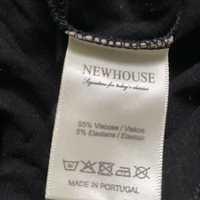 NEWHOUSE
Signature for today's classics
95% Viscose / Viskos
5% Elastane / Elastan
MADE IN PORTUGAL